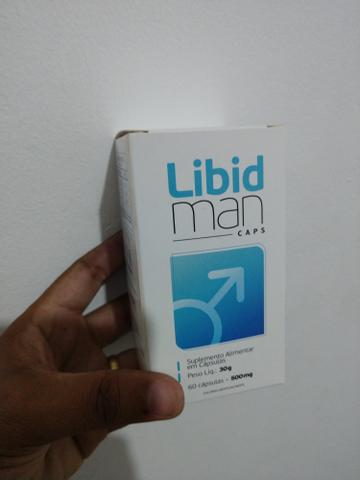 Libid
man
CAPS
Suplemento Alimentar
em Cápsulas
Peso Líq.: 30g
60 cápsulas - 500mg